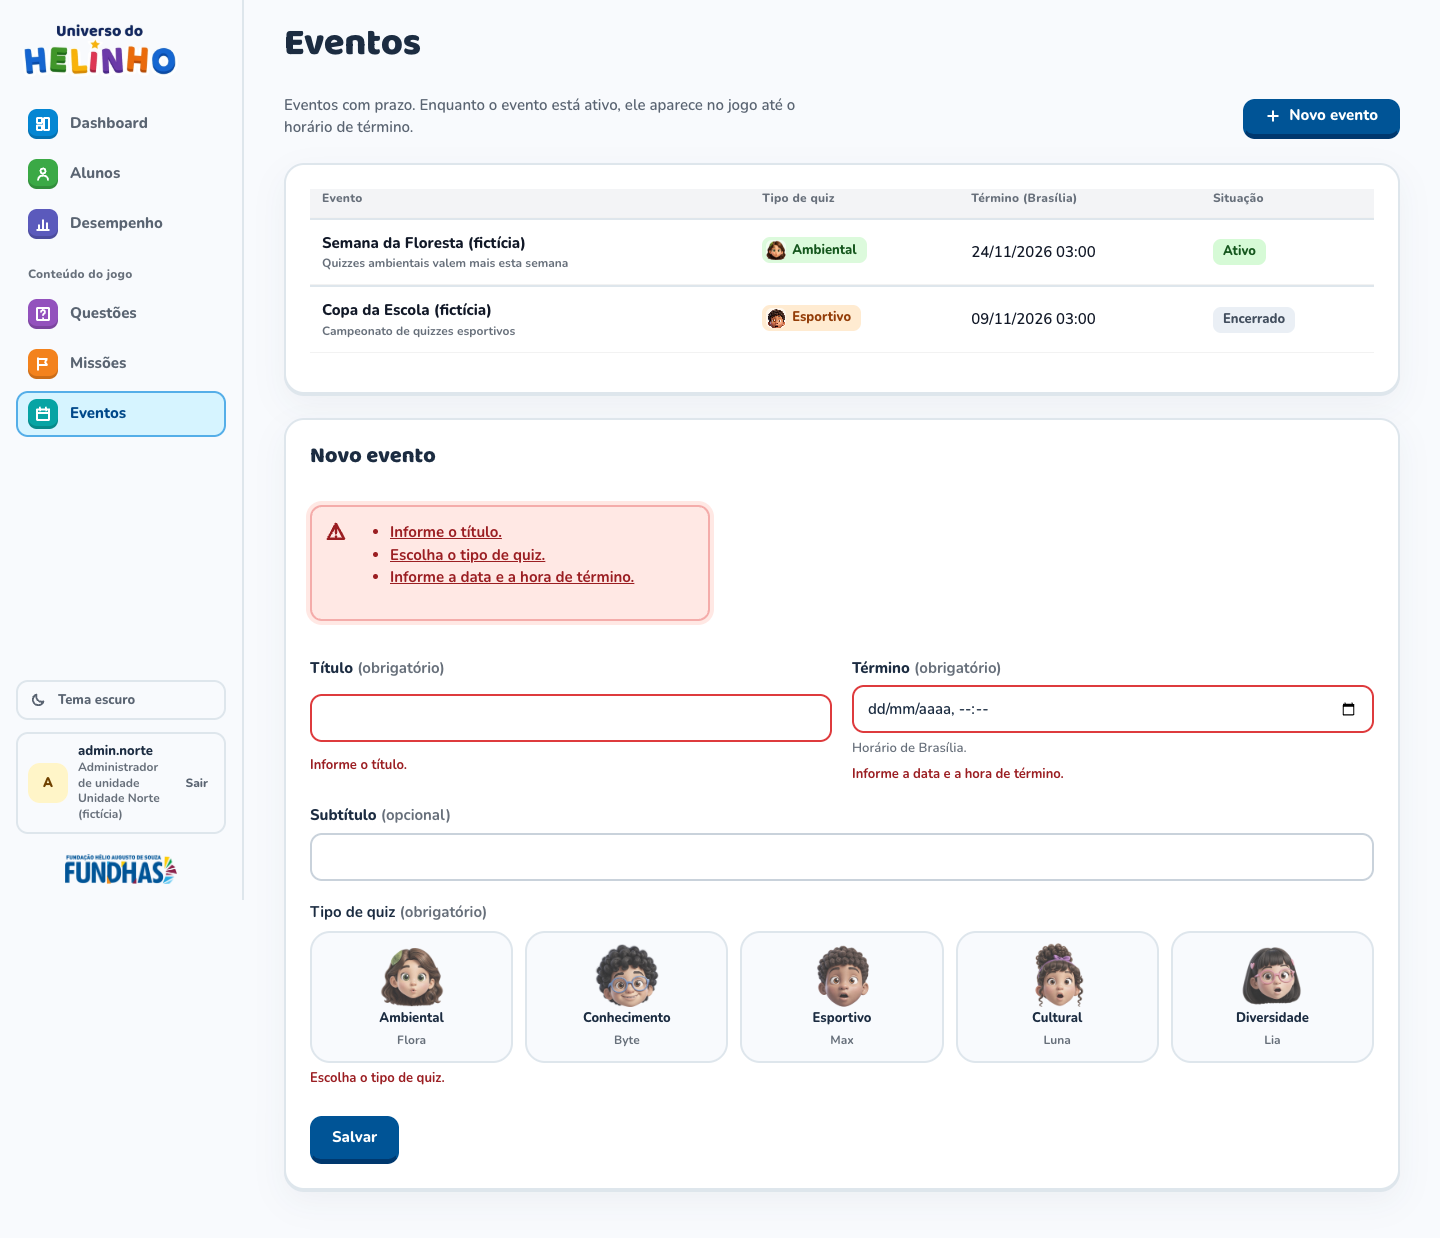 Universo do
HELINHO
Dashboard
Alunos
Desempenho
Conteúdo do jogo
Questões
Missões
Eventos
Tema escuro
A
admin.norte
Administrador
de unidade
Unidade Norte
(fictícia)
Sair
FUNDAÇÃO HÉLIO AUGUSTO DE SOUZA
FUNDHAS
Eventos
Eventos com prazo. Enquanto o evento está ativo, ele aparece no jogo até o
horário de término.
Novo evento
Evento Tipo de quiz Término (Brasília) Situação
Semana da Floresta (fictícia) Ambiental 24/11/2026 03:00 Ativo
Quizzes ambientais valem mais esta semana
Copa da Escola (fictícia) Esportivo 09/11/2026 03:00 Encerrado
Campeonato de quizzes esportivos
Novo evento
Informe o título.
Escolha o tipo de quiz.
Informe a data e a hora de término.
Título (obrigatório)
Informe o título.
Término (obrigatório)
dd/mm/aaaa, --:--
Horário de Brasília.
Informe a data e a hora de término.
Subtítulo (opcional)
Tipo de quiz (obrigatório)
Ambiental
Flora
Conhecimento
Byte
Esportivo
Max
Cultural
Luna
Diversidade
Lia
Escolha o tipo de quiz.
Salvar